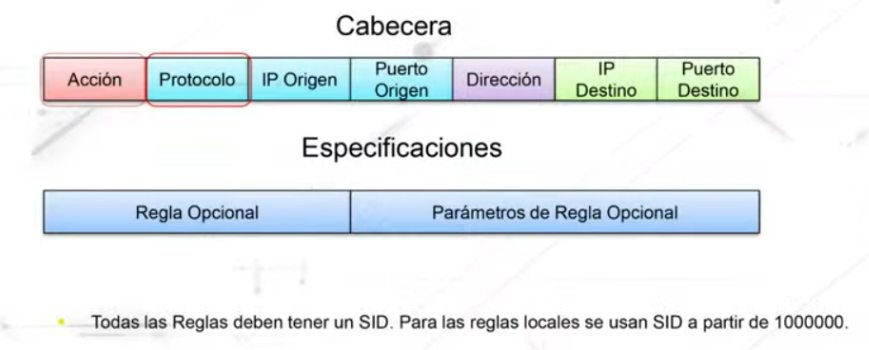 Cabecera
Acción Protocolo IP Origen Puerto Origen Dirección IP Destino Puerto Destino
Especificaciones
Regla Opcional Parámetros de Regla Opcional
Todas las Reglas deben tener un SID. Para las reglas locales se usan SID a partir de 1000000.